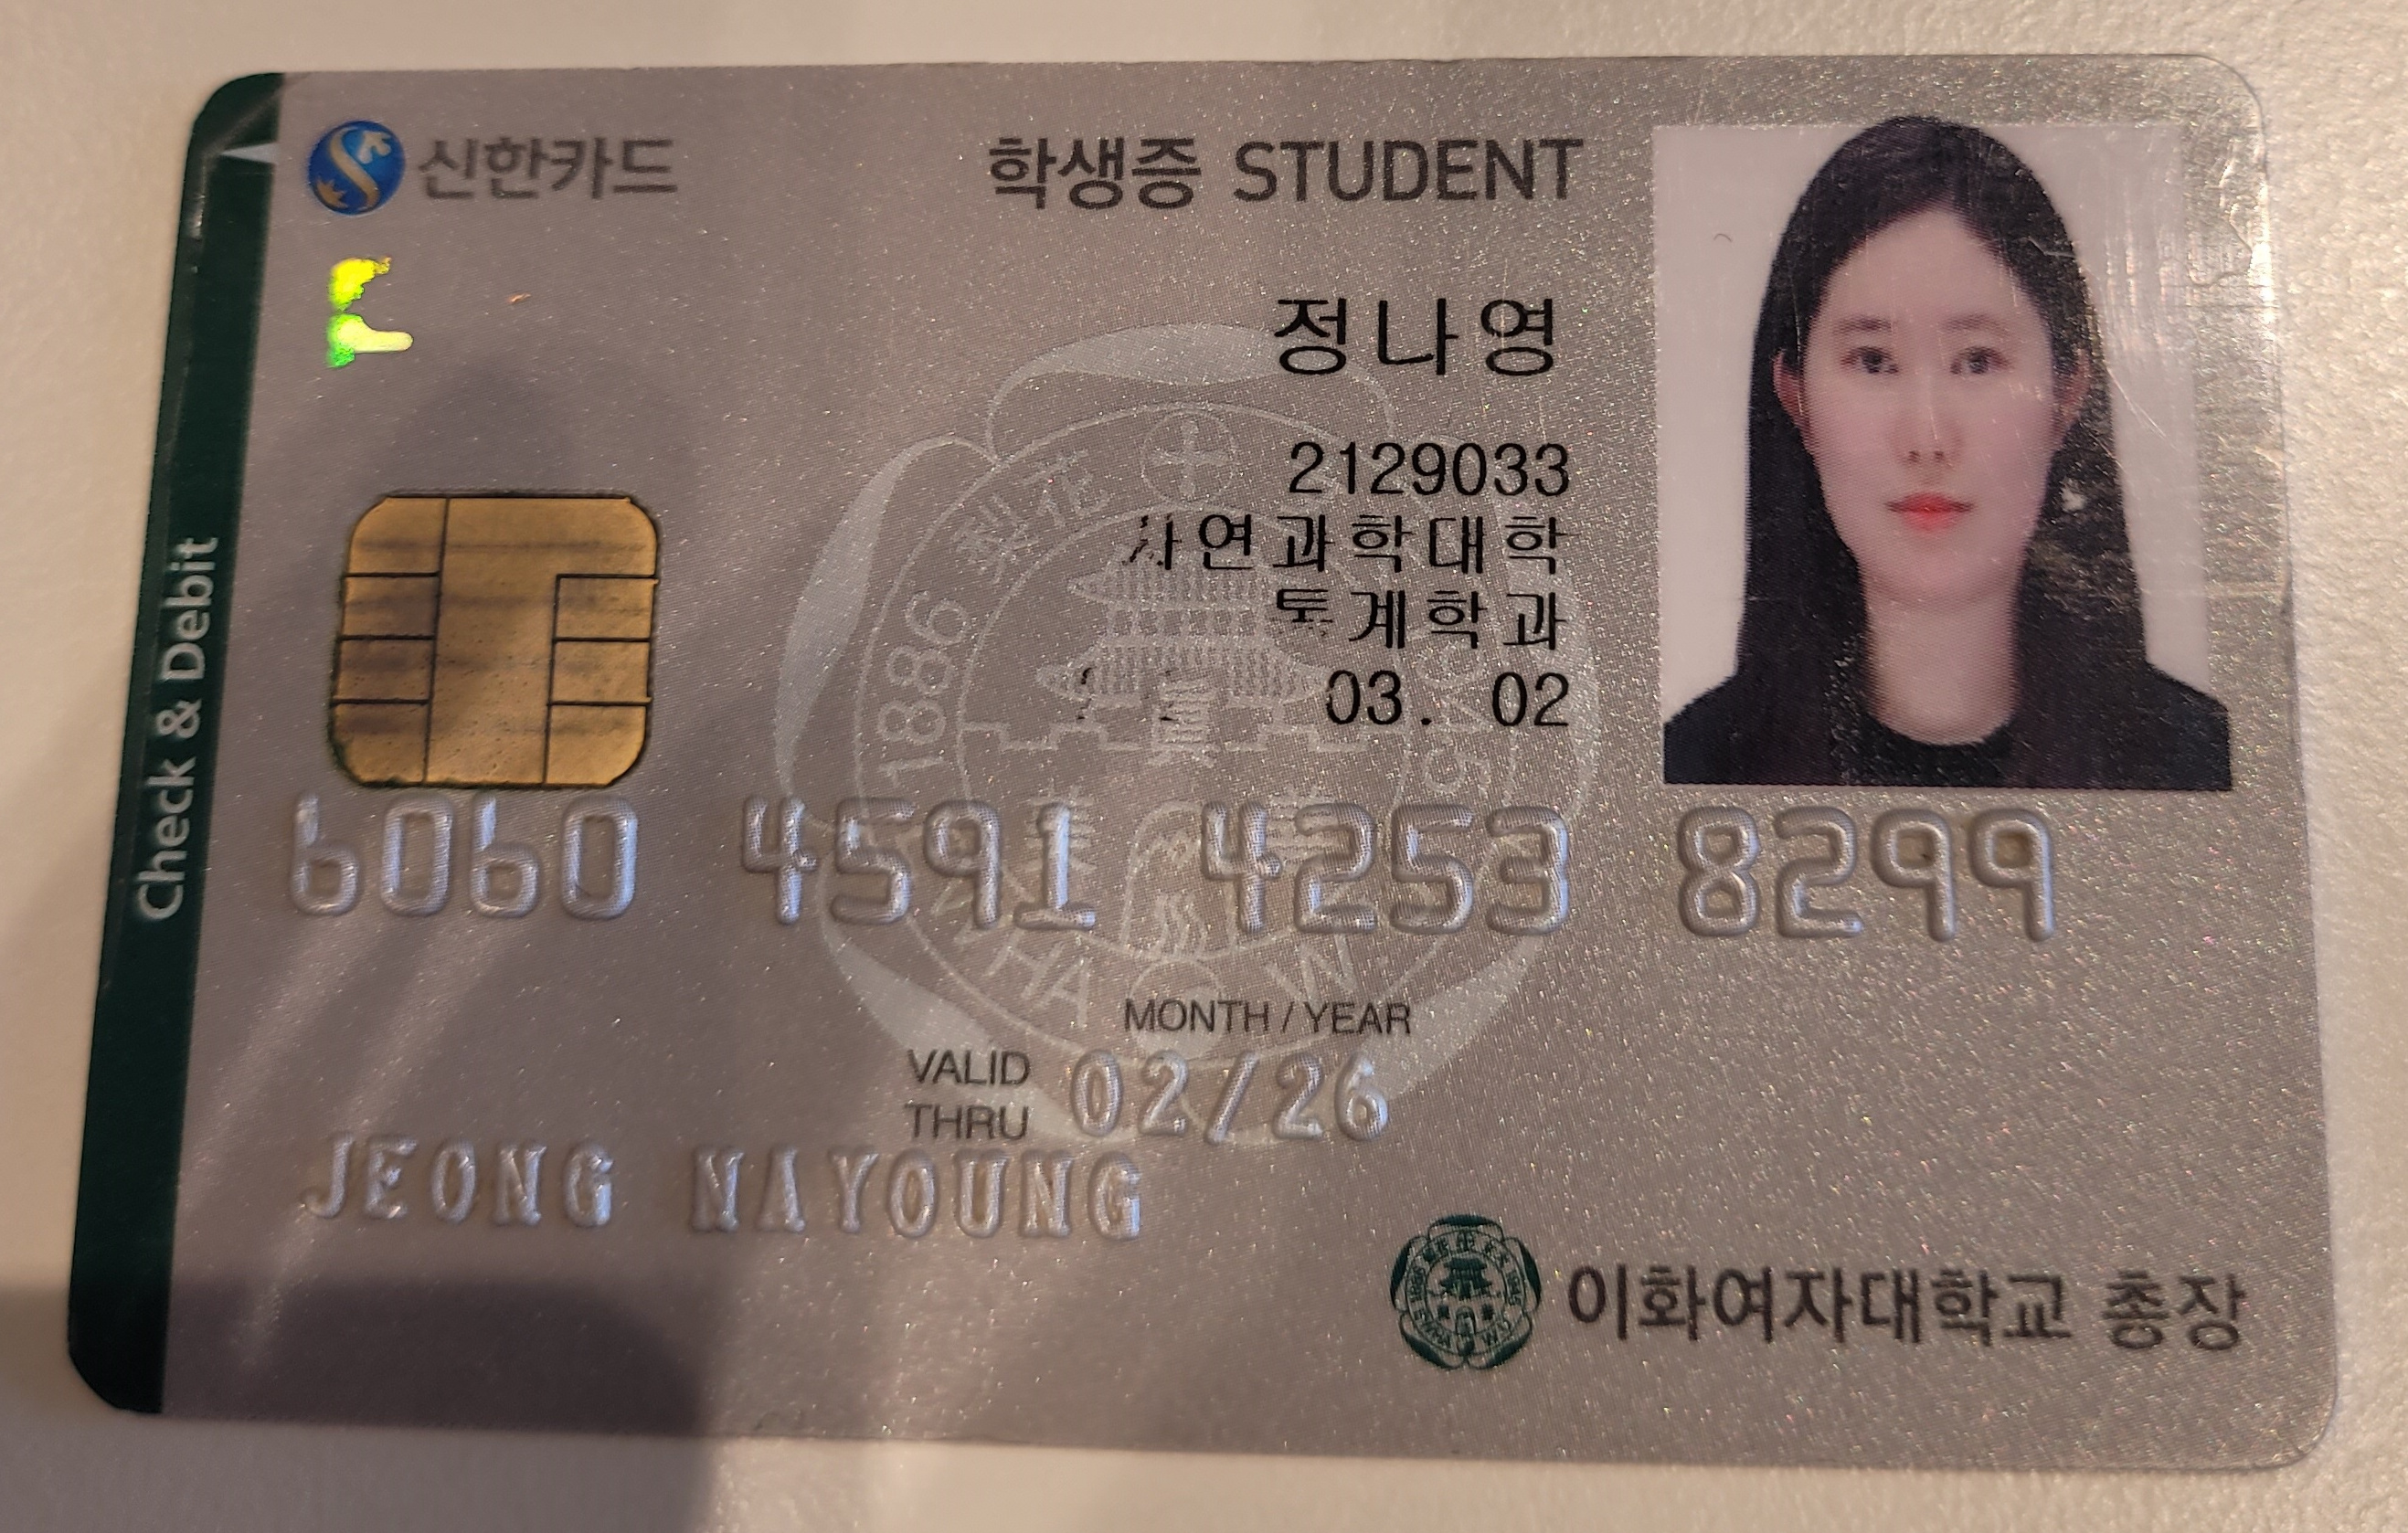 신한카드
학생증 STUDENT
정나영
2129033
자연과학대학
통계학과
03. 02
Check & Debit
6060 4591 4253 8299
MONTH / YEAR
VALID THRU 02/26
JEONG NAYOUNG
이화여자대학교 총장